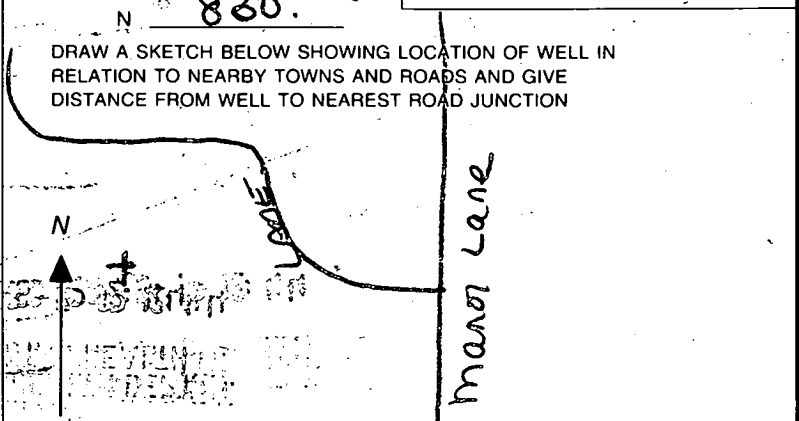 N 860.
DRAW A SKETCH BELOW SHOWING LOCATION OF WELL IN
RELATION TO NEARBY TOWNS AND ROADS AND GIVE
DISTANCE FROM WELL TO NEAREST ROAD JUNCTION
N
Manor Lane